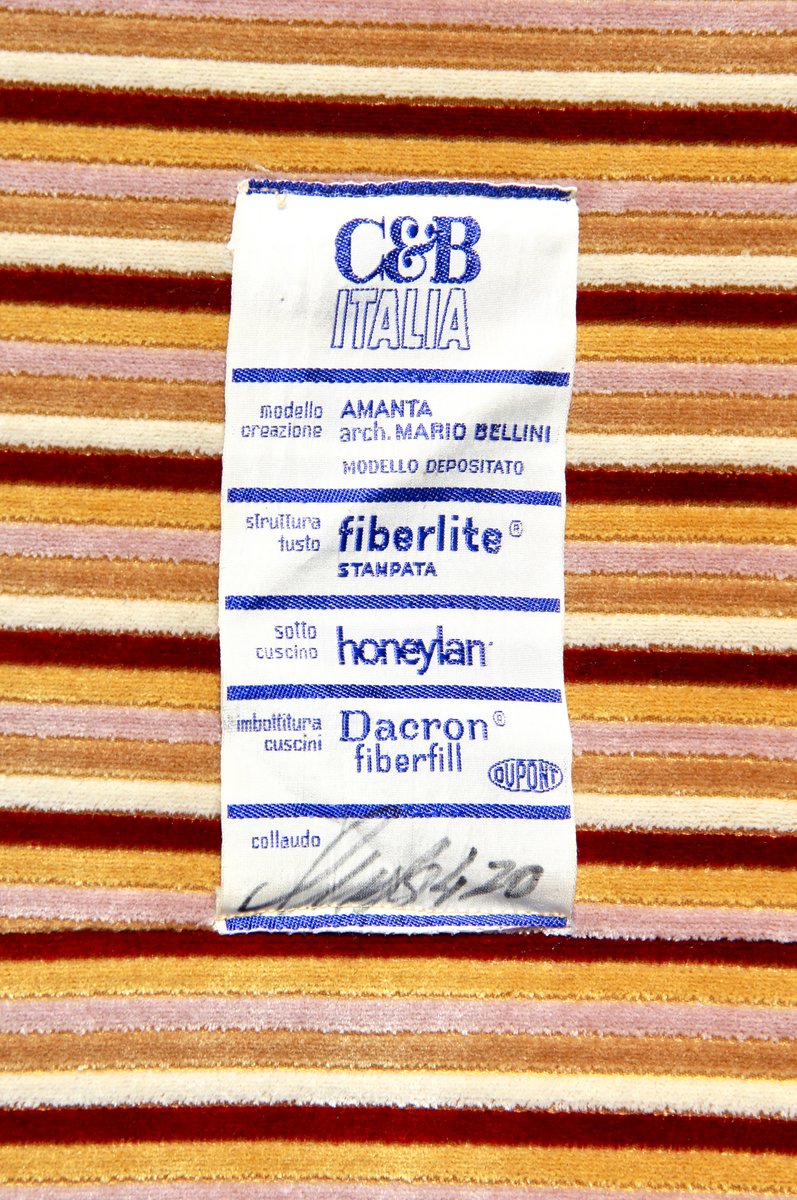 C&B
ITALIA
modello AMANTA
creazione arch. MARIO BELLINI
MODELLO DEPOSITATO
struttura fiberlite®
fusto STAMPATA
sotto cuscino honeylan
imbottitura Dacron®
cuscini fiberfill
DUPONT
collaudo 20